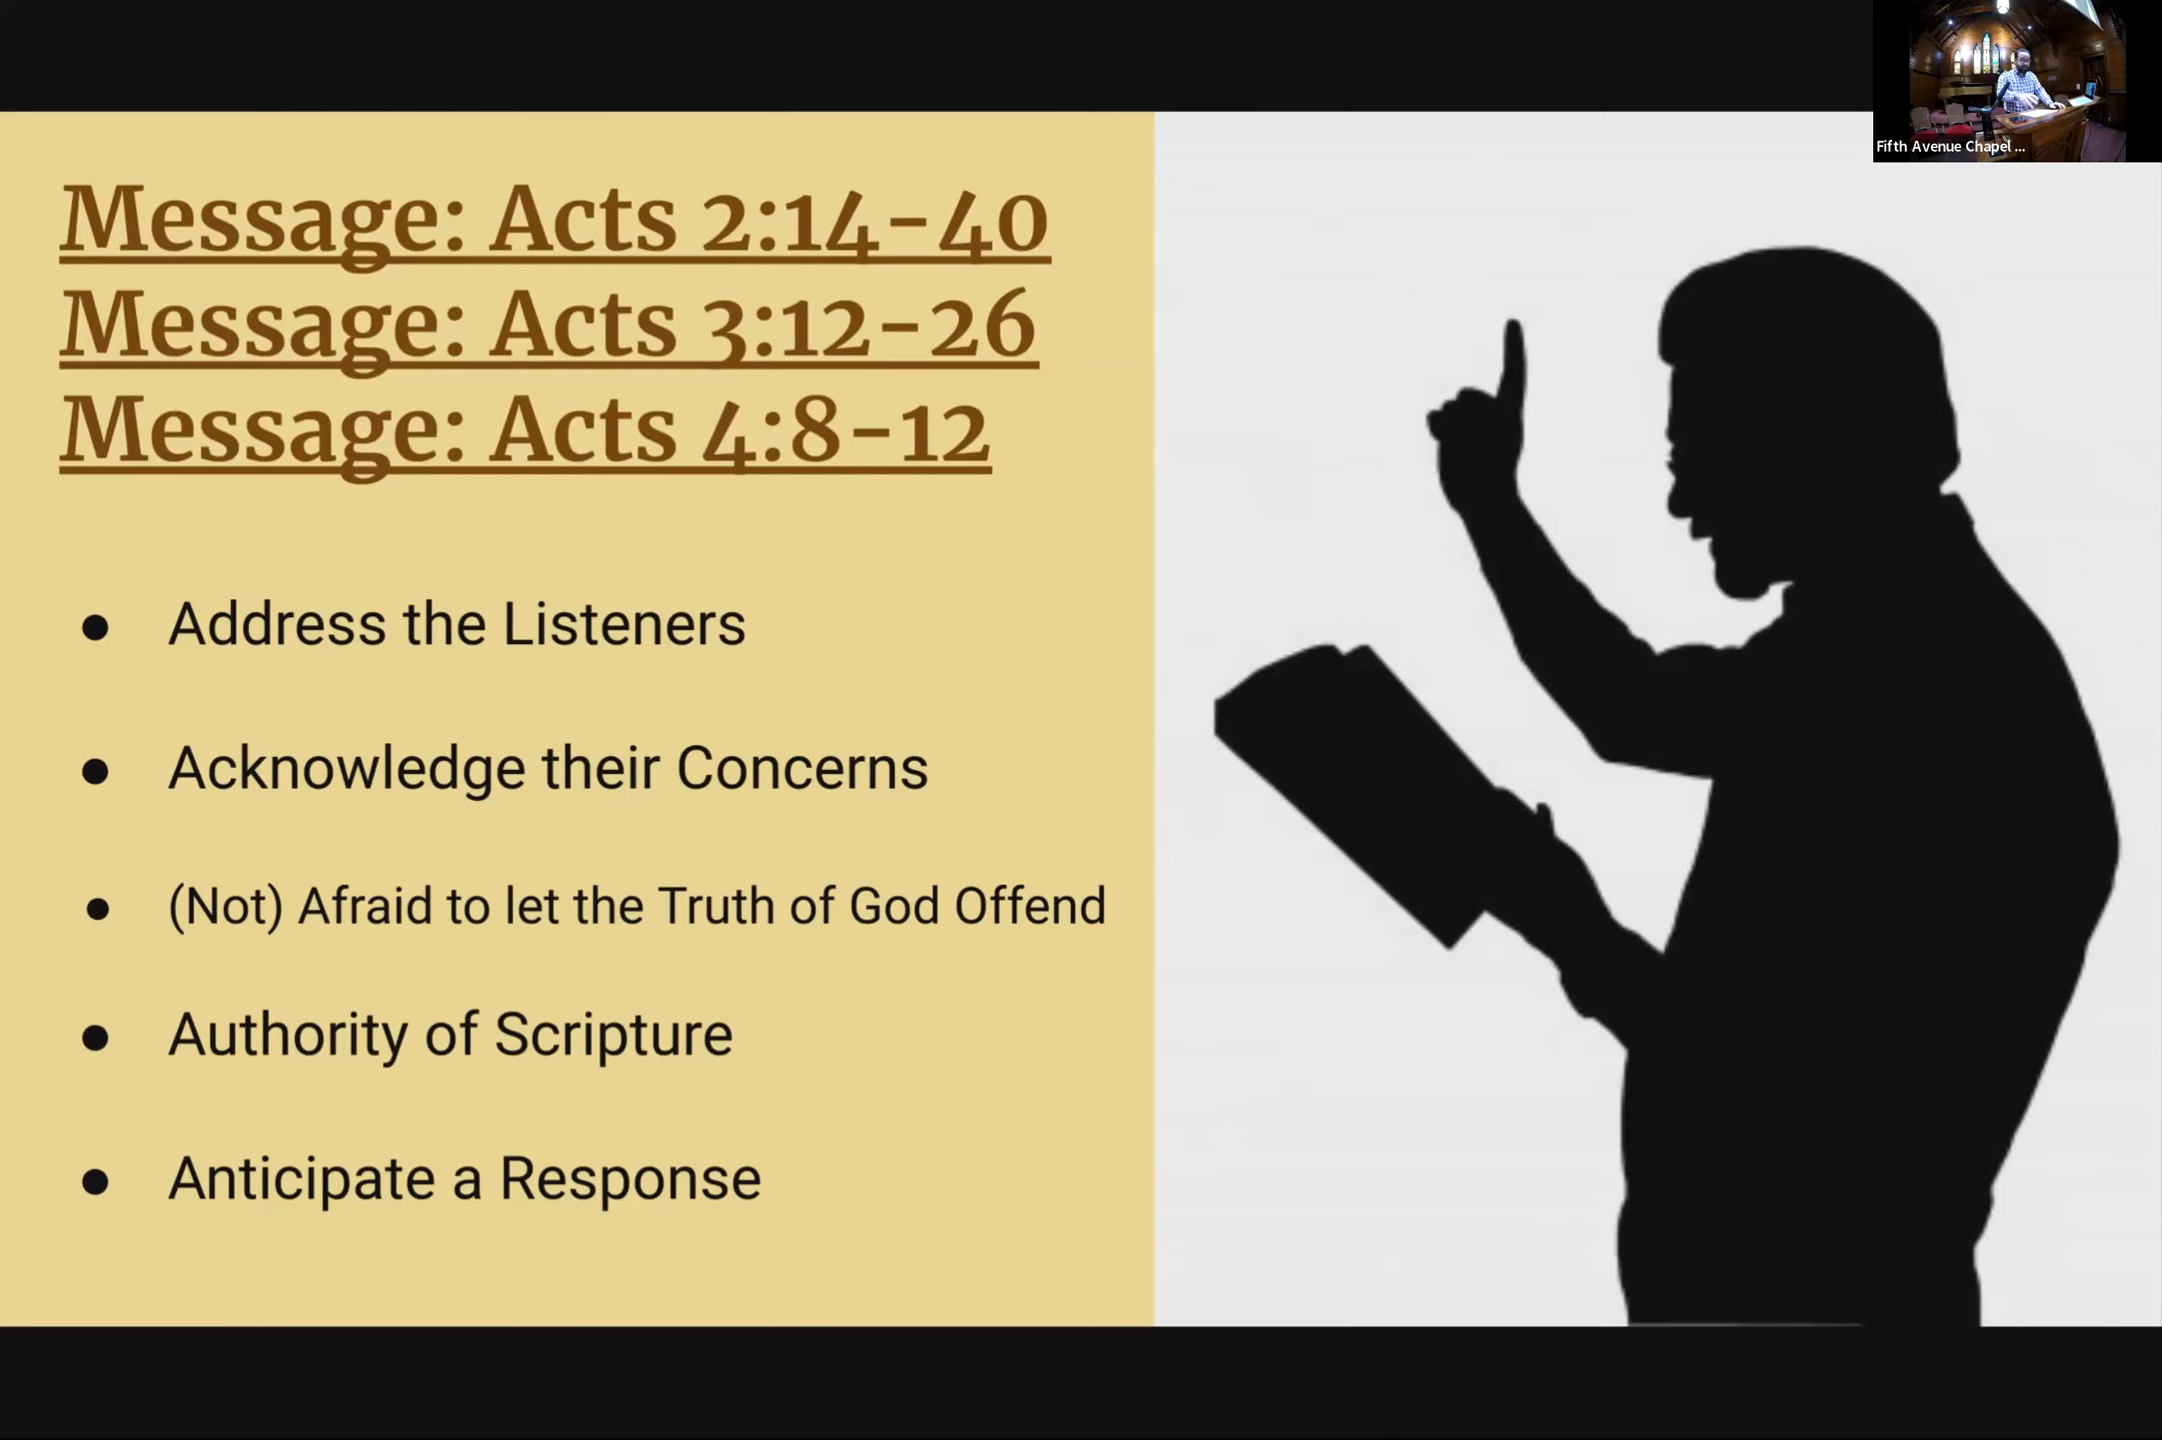 Message: Acts 2:14-40
Message: Acts 3:12-26
Message: Acts 4:8-12
● Address the Listeners
● Acknowledge their Concerns
● (Not) Afraid to let the Truth of God Offend
● Authority of Scripture
● Anticipate a Response
Fifth Avenue Chapel ...